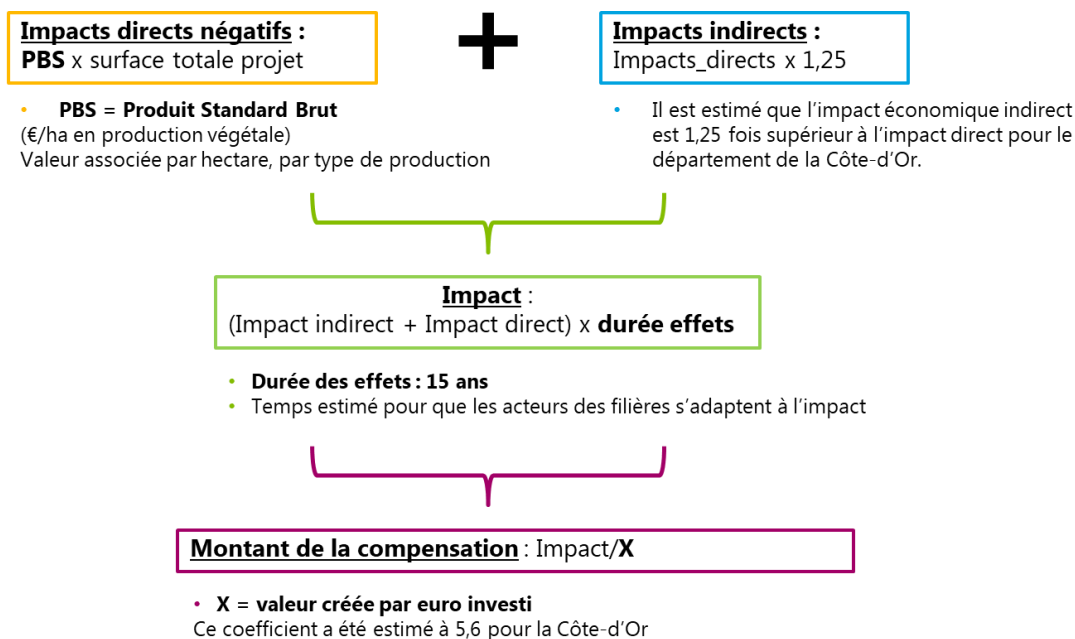 Impacts directs négatifs :
PBS x surface totale projet
+
Impacts indirects :
Impacts_directs x 1,25
• PBS = Produit Standard Brut
(€/ha en production végétale)
Valeur associée par hectare, par type de production
• Il est estimé que l'impact économique indirect
est 1,25 fois supérieur à l'impact direct pour le
département de la Côte-d'Or.
Impact :
(Impact indirect + Impact direct) x durée effets
• Durée des effets : 15 ans
• Temps estimé pour que les acteurs des filières s'adaptent à l'impact
Montant de la compensation : Impact/X
• X = valeur créée par euro investi
Ce coefficient a été estimé à 5,6 pour la Côte-d'Or